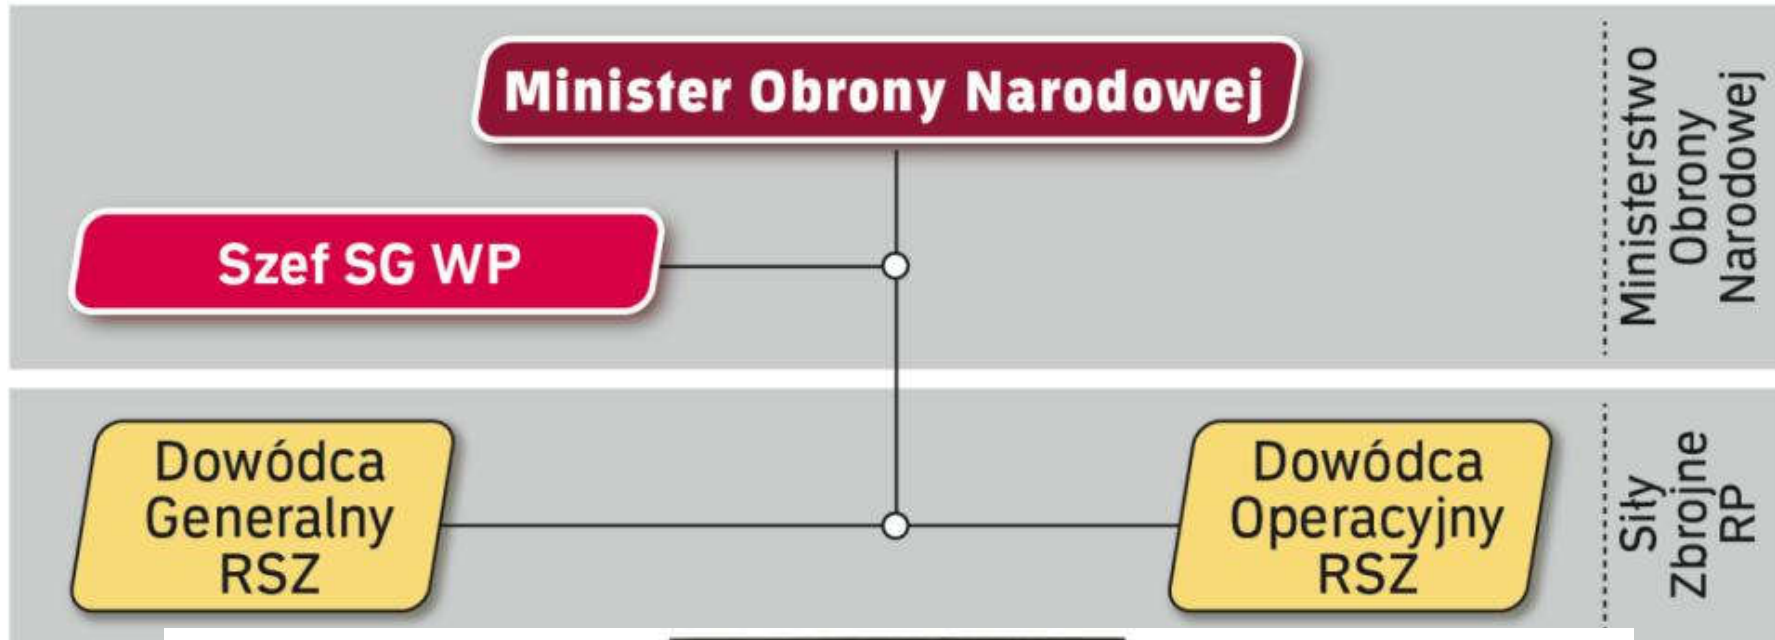 Minister Obrony Narodowej
Szef SG WP
Ministerstwo
Obrony
Narodowej
Dowódca
Generalny
RSZ
Dowódca
Operacyjny
RSZ
Siły
Zbrojne
RP